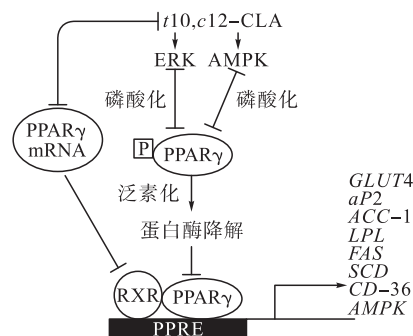 t10,c12-CLA
ERK AMPK
磷酸化 磷酸化
PPARγ
mRNA
P PPARγ
泛素化
蛋白酶降解
GLUT4
aP2
ACC-1
LPL
FAS
SCD
CD-36
AMPK
RXR PPARγ
PPRE